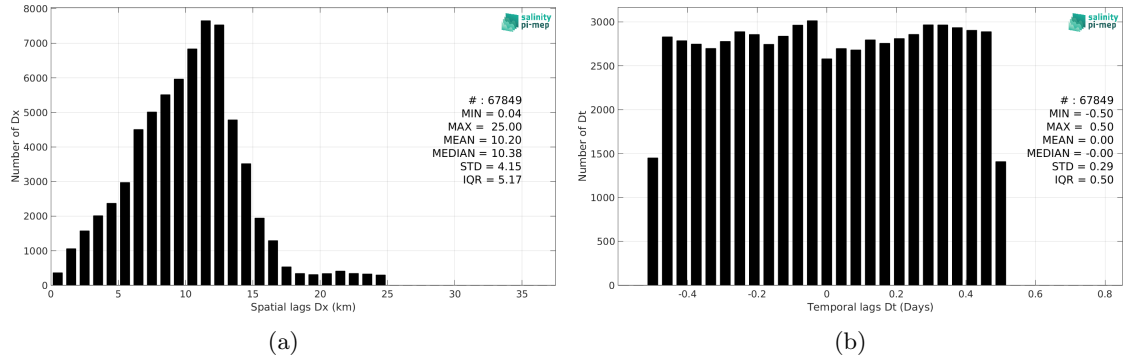 8000
7000
6000
5000
4000
3000
2000
1000
0
Number of Dx
salinity
pi-mep
# : 67849
MIN = 0.04
MAX = 25.00
MEAN = 10.20
MEDIAN = 10.38
STD = 4.15
IQR = 5.17
0 5 10 15 20 25 30 35
Spatial lags Dx (km)
(a)
3000
2500
2000
1500
1000
500
0
Number of Dt
salinity
pi-mep
# : 67849
MIN = -0.50
MAX = 0.50
MEAN = 0.00
MEDIAN = -0.00
STD = 0.29
IQR = 0.50
-0.4 -0.2 0 0.2 0.4 0.6 0.8
Temporal lags Dt (Days)
(b)